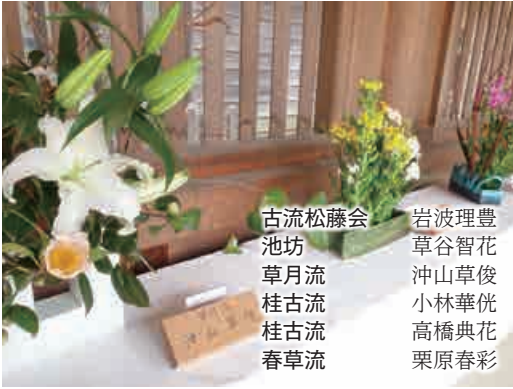 古流松藤会 岩波理豊
池坊 草谷智花
草月流 沖山草俊
桂古流 小林華侊
桂古流 高橋典花
春草流 栗原春彩